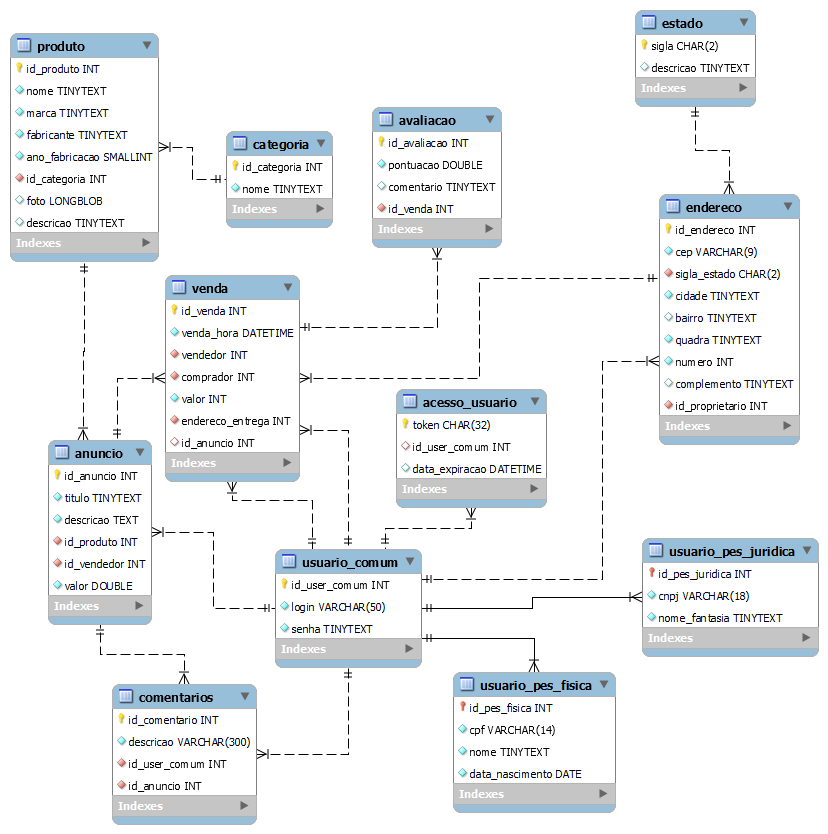 produto
id_produto INT
nome TINYTEXT
marca TINYTEXT
fabricante TINYTEXT
ano_fabricacao SMALLINT
id_categoria INT
foto LONGBLOB
descricao TINYTEXT
Indexes
categoria
id_categoria INT
nome TINYTEXT
Indexes
avaliacao
id_avaliacao INT
pontuacao DOUBLE
comentario TINYTEXT
id_venda INT
Indexes
estado
sigla CHAR(2)
descricao TINYTEXT
Indexes
endereco
id_endereco INT
cep VARCHAR(9)
sigla_estado CHAR(2)
cidade TINYTEXT
bairro TINYTEXT
quadra TINYTEXT
numero INT
complemento TINYTEXT
id_proprietario INT
Indexes
venda
id_venda INT
venda_hora DATETIME
vendedor INT
comprador INT
valor INT
endereco_entrega INT
id_anuncio INT
Indexes
acesso_usuario
token CHAR(32)
id_user_comum INT
data_expiracao DATETIME
Indexes
anuncio
id_anuncio INT
titulo TINYTEXT
descricao TEXT
id_produto INT
id_vendedor INT
valor DOUBLE
Indexes
usuario_comum
id_user_comum INT
login VARCHAR(50)
senha TINYTEXT
Indexes
usuario_pes_juridica
id_pes_juridica INT
cnpj VARCHAR(18)
nome_fantasia TINYTEXT
Indexes
comentarios
id_comentario INT
descricao VARCHAR(300)
id_user_comum INT
id_anuncio INT
Indexes
usuario_pes_fisica
id_pes_fisica INT
cpf VARCHAR(14)
nome TINYTEXT
data_nascimento DATE
Indexes